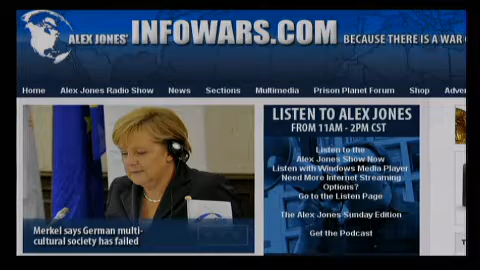 ALEX JONES' INFOWARS.COM BECAUSE THERE IS A WAR
Home Alex Jones Radio Show News Sections Multimedia Prison Planet Forum Shop
LISTEN TO ALEX JONES
FROM 11AM - 2PM CST
Listen to the
Alex Jones Show Now
Listen with Windows Media Player
Need More Internet Streaming
Options?
Go to the Listen Page
The Alex Jones Sunday Edition
Get the Podcast
Merkel says German multi-
cultural society has failed